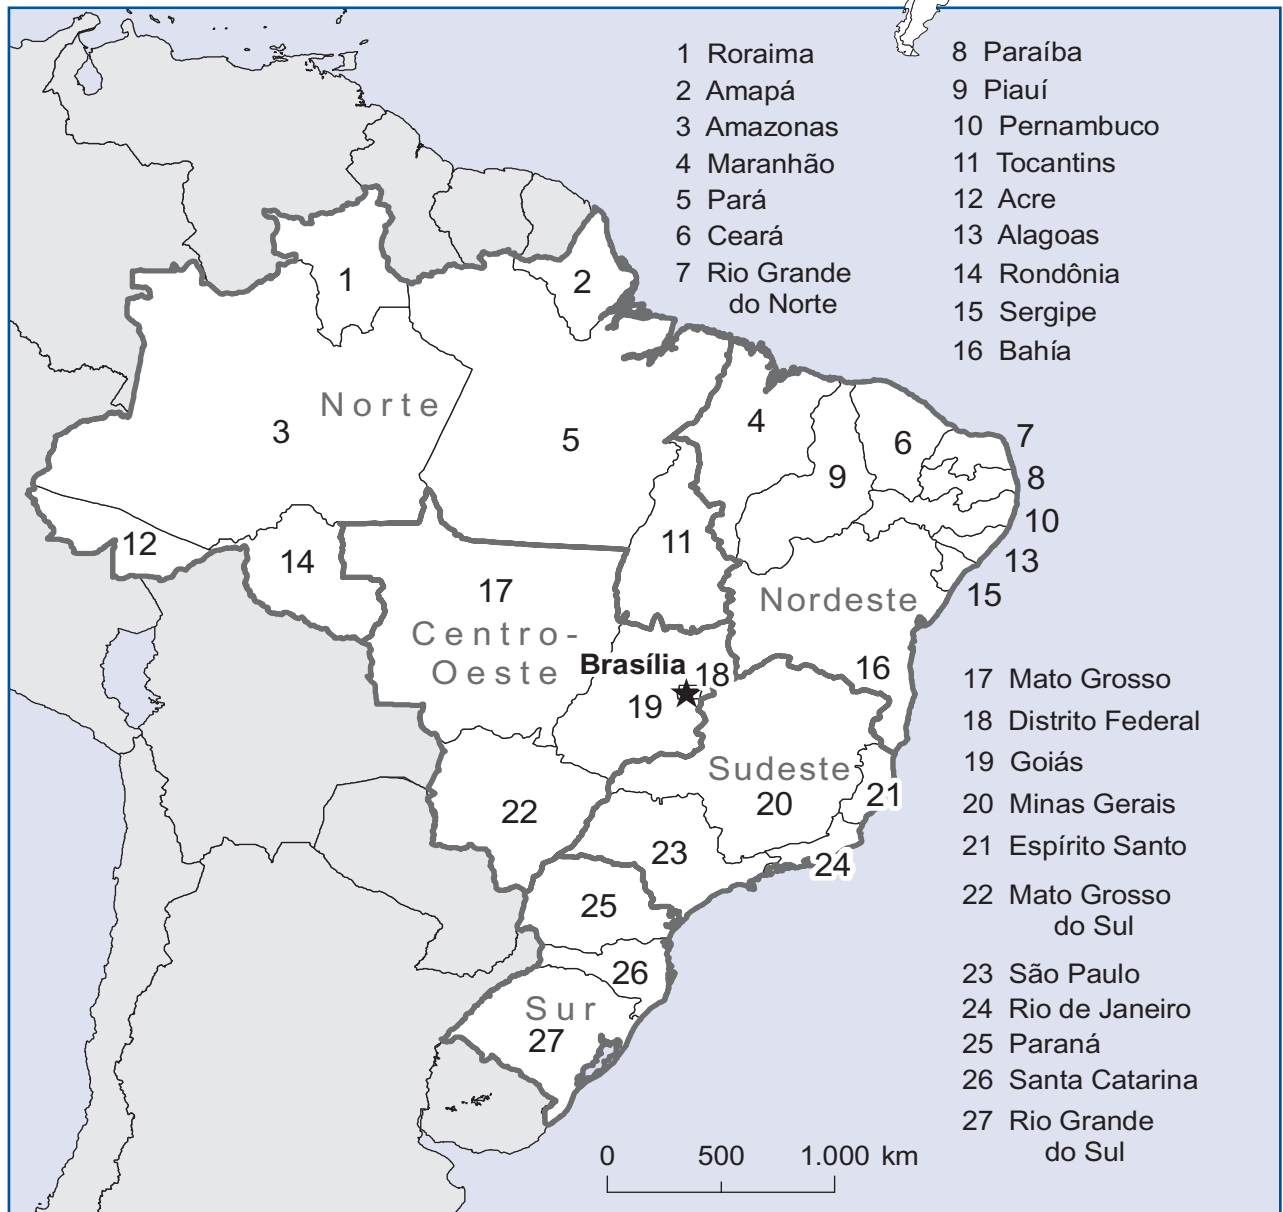 1 Roraima
2 Amapá
3 Amazonas
4 Maranhão
5 Pará
6 Ceará
7 Rio Grande
do Norte
8 Paraíba
9 Piauí
10 Pernambuco
11 Tocantins
12 Acre
13 Alagoas
14 Rondônia
15 Sergipe
16 Bahía
1
2
Norte
3
5
4
6
7
9
8
10
12
14
11
13
17
Nordeste
15
Centro-
Oeste
Brasília
18
16
19
Sudeste
20
21
22
23
24
25
26
Sur
27
17 Mato Grosso
18 Distrito Federal
19 Goiás
20 Minas Gerais
21 Espírito Santo
22 Mato Grosso
do Sul
23 São Paulo
24 Rio de Janeiro
25 Paraná
26 Santa Catarina
27 Rio Grande
do Sul
0 500 1.000 km